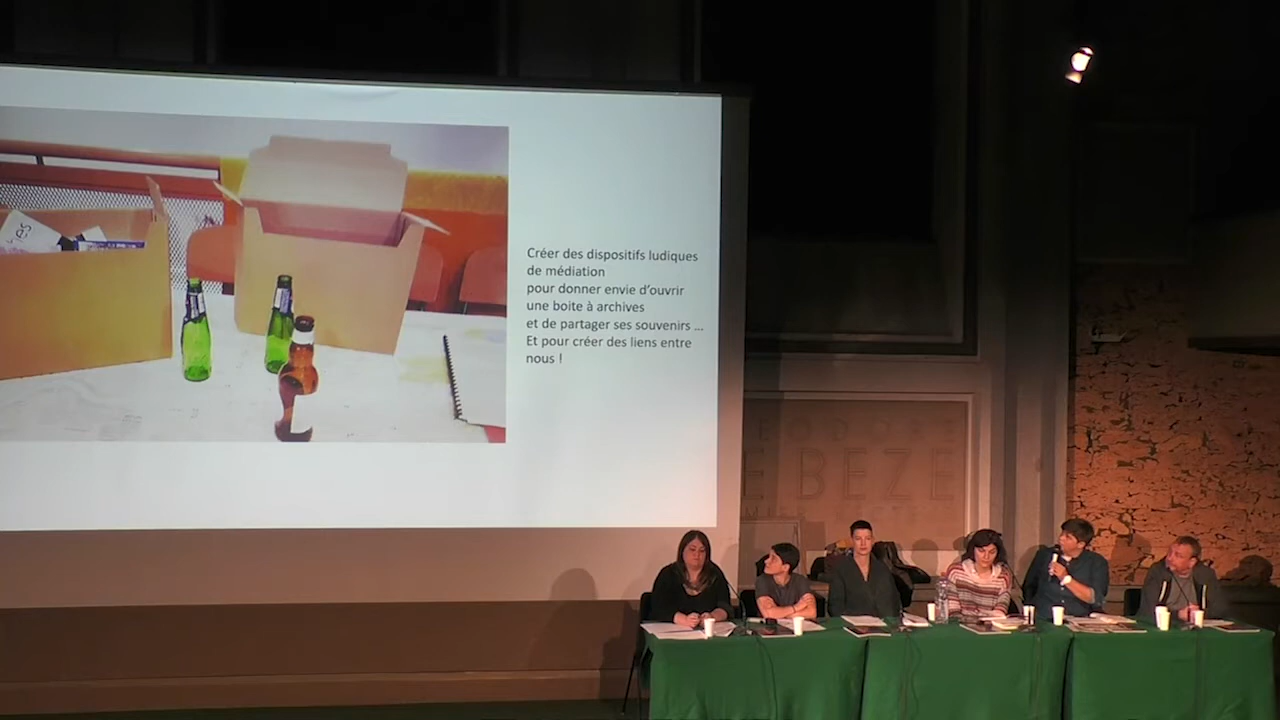 Créer des dispositifs ludiques
de médiation
pour donner envie d'ouvrir
une boite à archives
et de partager ses souvenirs ...
Et pour créer des liens entre
nous !
BEZE